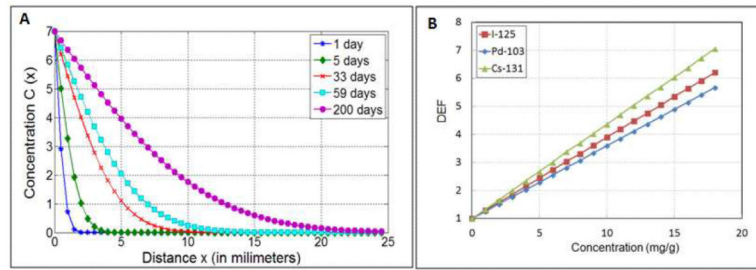 A
Concentration C (x)
7
6
5
4
3
2
1
0
0 5 10 15 20 25
Distance x (in milimeters)
1 day
5 days
33 days
59 days
200 days
B
DEF
8
7
6
5
4
3
2
1
0 5 10 15 20
Concentration (mg/g)
I-125
Pd-103
Cs-131